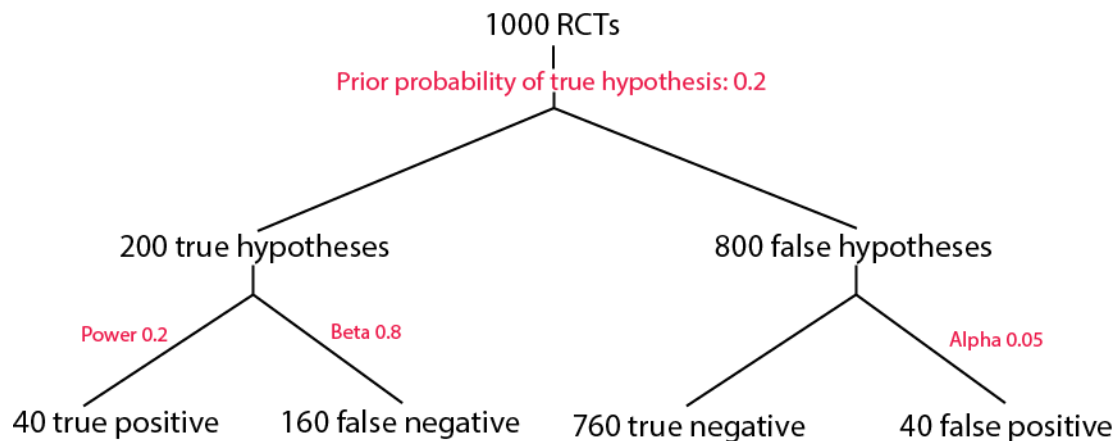 1000 RCTs
Prior probability of true hypothesis: 0.2
200 true hypotheses
800 false hypotheses
Power 0.2
Beta 0.8
Alpha 0.05
40 true positive
160 false negative
760 true negative
40 false positive